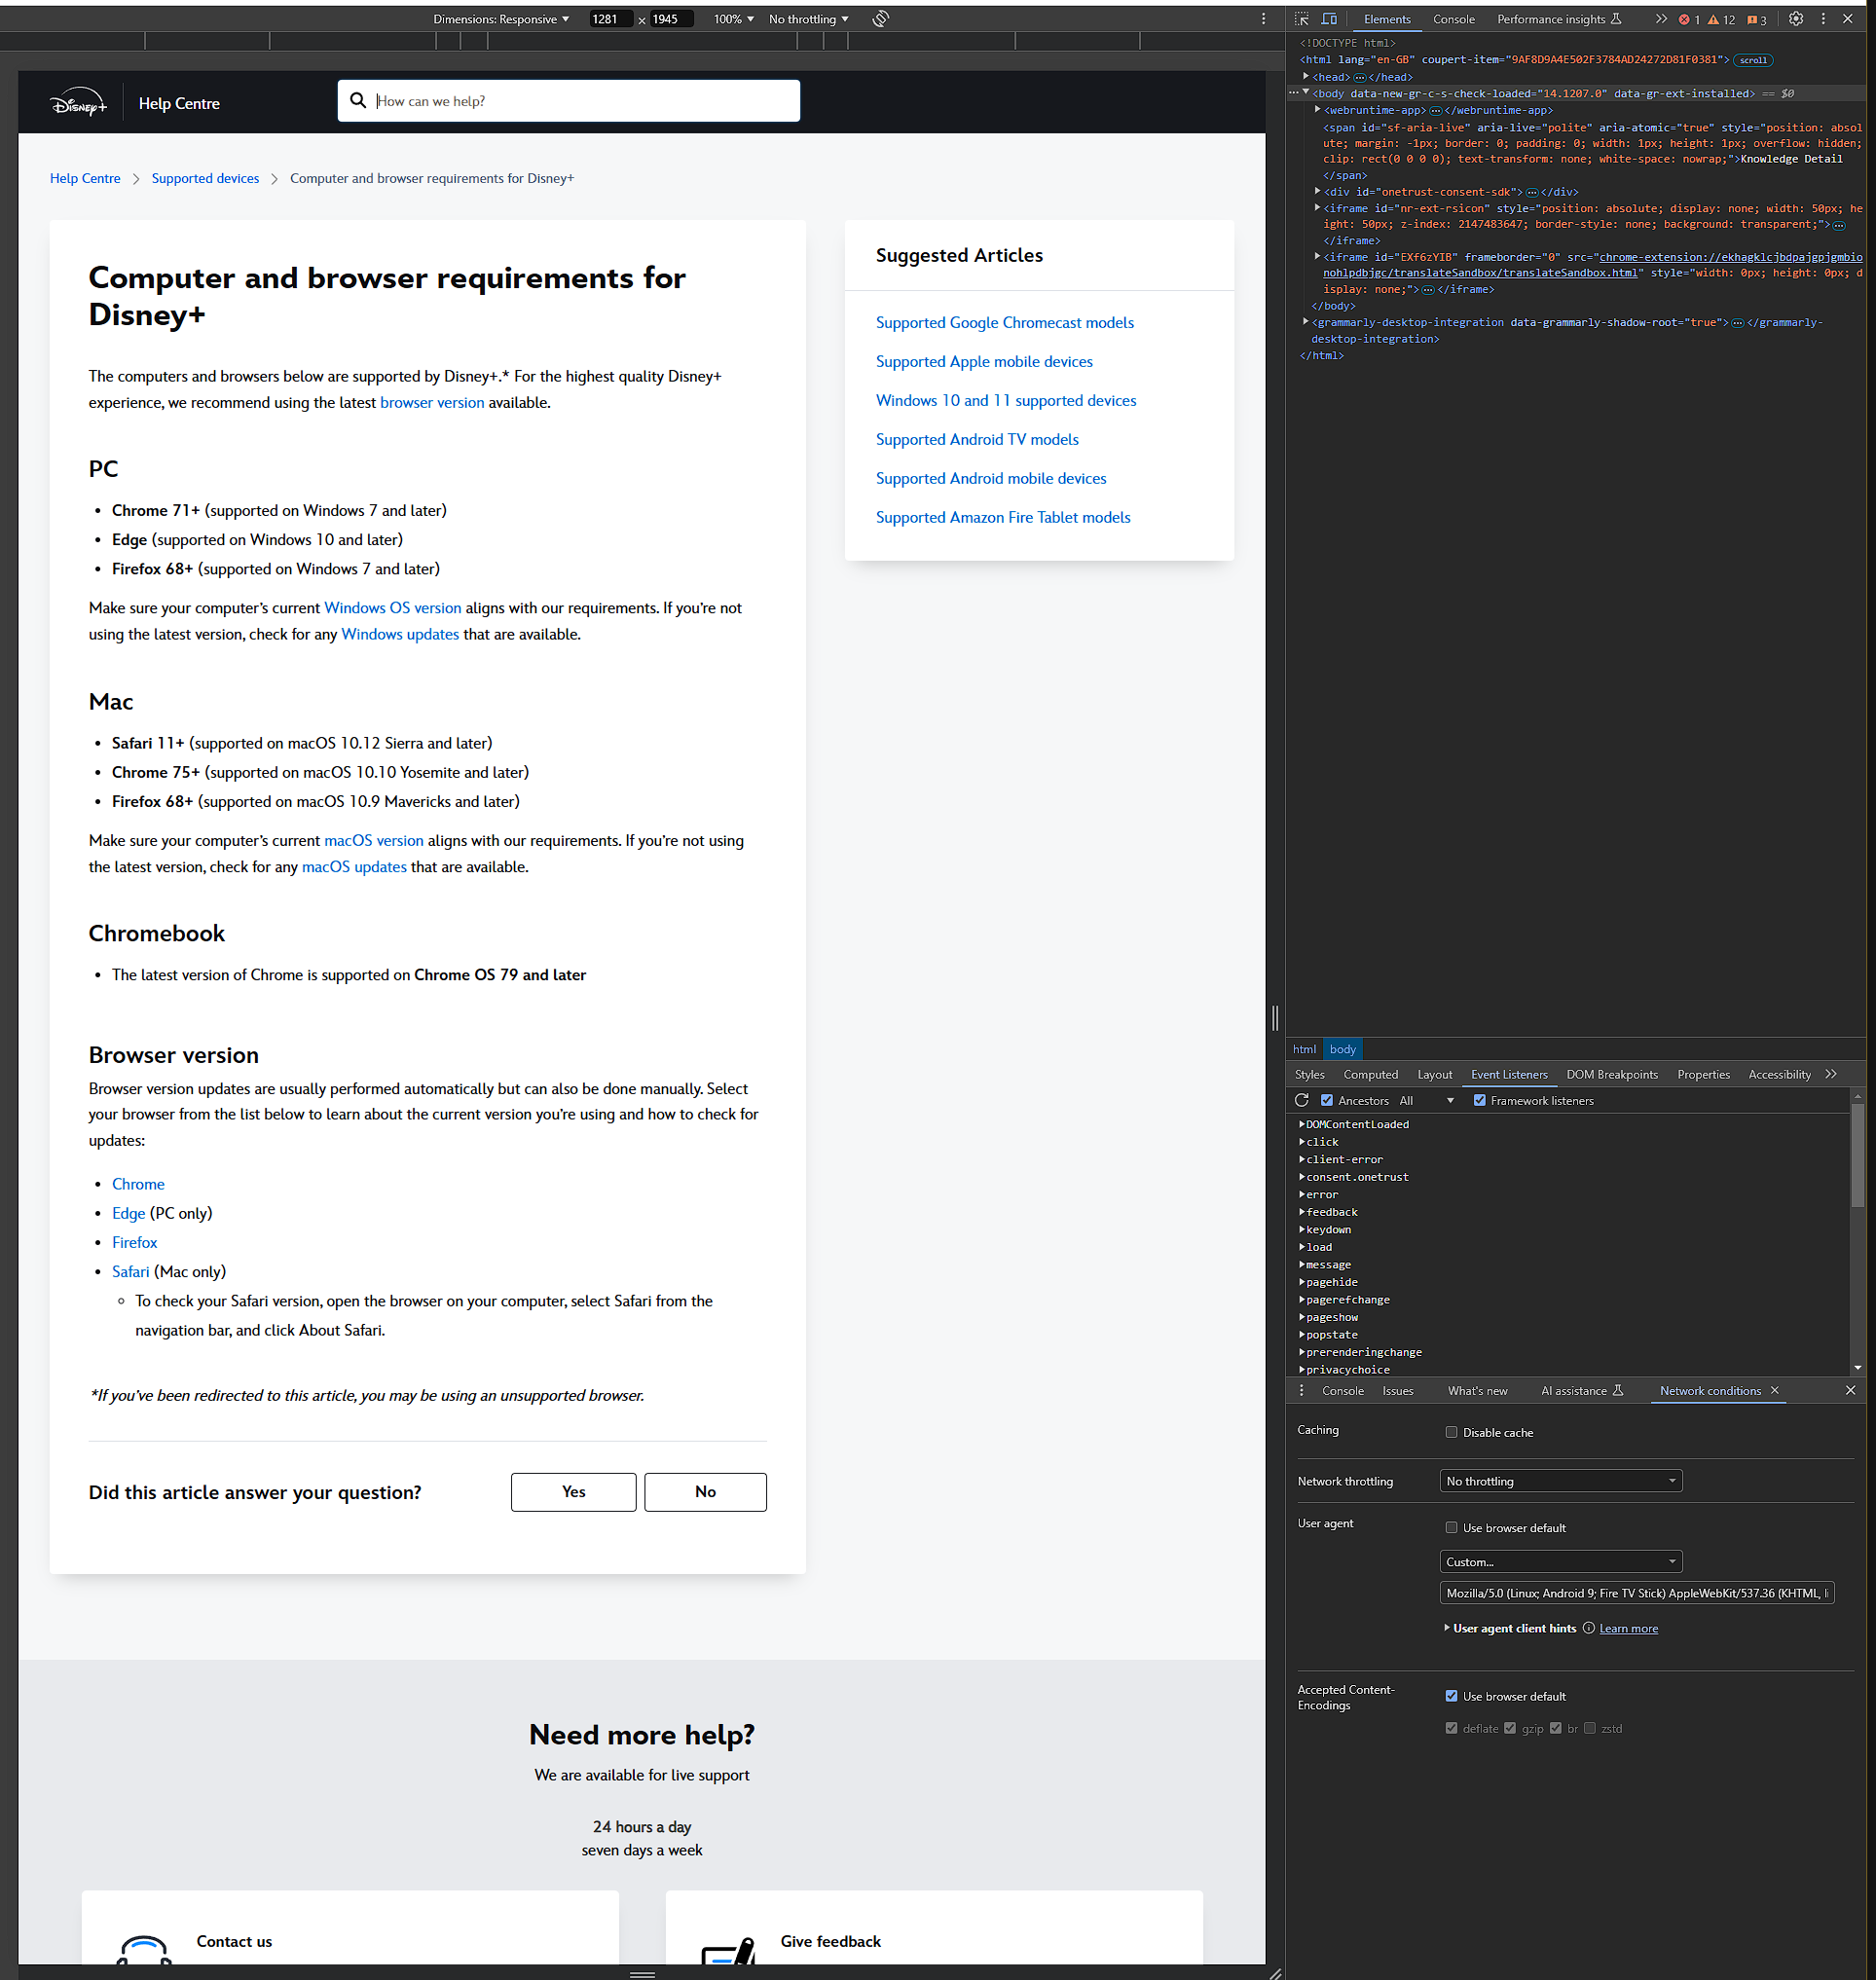 Dimensions: Responsive 1281 × 1945 100% No throttling
Disney+ Help Centre How can we help?
Help Centre > Supported devices > Computer and browser requirements for Disney+
Computer and browser requirements for
Disney+
The computers and browsers below are supported by Disney+.* For the highest quality Disney+
experience, we recommend using the latest browser version available.
PC
• Chrome 71+ (supported on Windows 7 and later)
• Edge (supported on Windows 10 and later)
• Firefox 68+ (supported on Windows 7 and later)
Make sure your computer’s current Windows OS version aligns with our requirements. If you’re not
using the latest version, check for any Windows updates that are available.
Mac
• Safari 11+ (supported on macOS 10.12 Sierra and later)
• Chrome 75+ (supported on macOS 10.10 Yosemite and later)
• Firefox 68+ (supported on macOS 10.9 Mavericks and later)
Make sure your computer’s current macOS version aligns with our requirements. If you’re not using
the latest version, check for any macOS updates that are available.
Chromebook
• The latest version of Chrome is supported on Chrome OS 79 and later
Browser version
Browser version updates are usually performed automatically but can also be done manually. Select
your browser from the list below to learn about the current version you’re using and how to check for
updates:
• Chrome
• Edge (PC only)
• Firefox
• Safari (Mac only)
◦ To check your Safari version, open the browser on your computer, select Safari from the
navigation bar, and click About Safari.
*If you’ve been redirected to this article, you may be using an unsupported browser.
Did this article answer your question? Yes No
Suggested Articles
Supported Google Chromecast models
Supported Apple mobile devices
Windows 10 and 11 supported devices
Supported Android TV models
Supported Android mobile devices
Supported Amazon Fire Tablet models
Need more help?
We are available for live support
24 hours a day
seven days a week
Contact us
Give feedback
Elements Console Performance insights 1 12 3
<!DOCTYPE html>
<html lang="en-GB" coupert-item="9AF8D9A4E502F3784AD24272D81F0381"> scroll
<head> </head>
<body data-new-gr-c-s-check-loaded="14.1207.0" data-gr-ext-installed> == $0
<webruntime-app> </webruntime-app>
<span id="sf-aria-live" aria-live="polite" aria-atomic="true" style="position: absol
ute; margin: -1px; border: 0; padding: 0; width: 1px; height: 1px; overflow: hidden;
clip: rect(0 0 0 0); text-transform: none; white-space: nowrap;">Knowledge Detail
</span>
<div id="onetrust-consent-sdk"> </div>
<iframe id="nr-ext-rsicon" style="position: absolute; display: none; width: 50px; he
ight: 50px; z-index: 2147483647; border-style: none; background: transparent;">
</iframe>
<iframe id="EXf6zYIB" frameborder="0" src="chrome-extension://ekhagklcjbdpajgpjgmbio
nohlpdbjgc/translateSandbox/translateSandbox.html" style="width: 0px; height: 0px; d
isplay: none;"> </iframe>
</body>
<grammarly-desktop-integration data-grammarly-shadow-root="true"> </grammarly-
desktop-integration>
</html>
html body
Styles Computed Layout Event Listeners DOM Breakpoints Properties Accessibility
Ancestors All Framework listeners
DOMContentLoaded
click
client-error
consent.onetrust
error
feedback
keydown
load
message
pagehide
pagerefchange
pageshow
popstate
prerenderingchange
privacychoice
Console Issues What's new AI assistance Network conditions
Caching Disable cache
Network throttling No throttling
User agent Use browser default
Custom...
Mozilla/5.0 (Linux; Android 9; Fire TV Stick) AppleWebKit/537.36 (KHTML,
User agent client hints Learn more
Accepted Content-
Encodings
Use browser default
deflate gzip br zstd